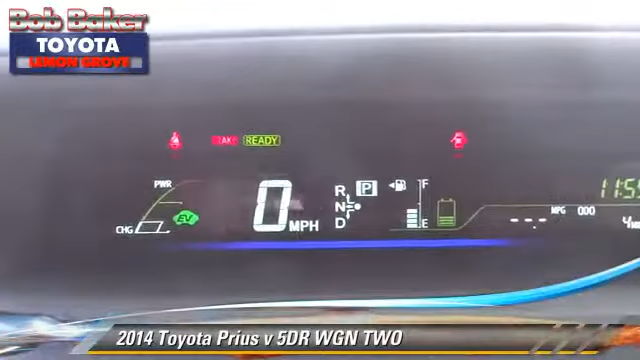 Bob Baker
TOYOTA
LEMON GROVE
READY
PWR
CHG
EV
0 MPH
R
N
D
P
F
E
MPG 000
---
2014 Toyota Prius v 5DR WGN TWO